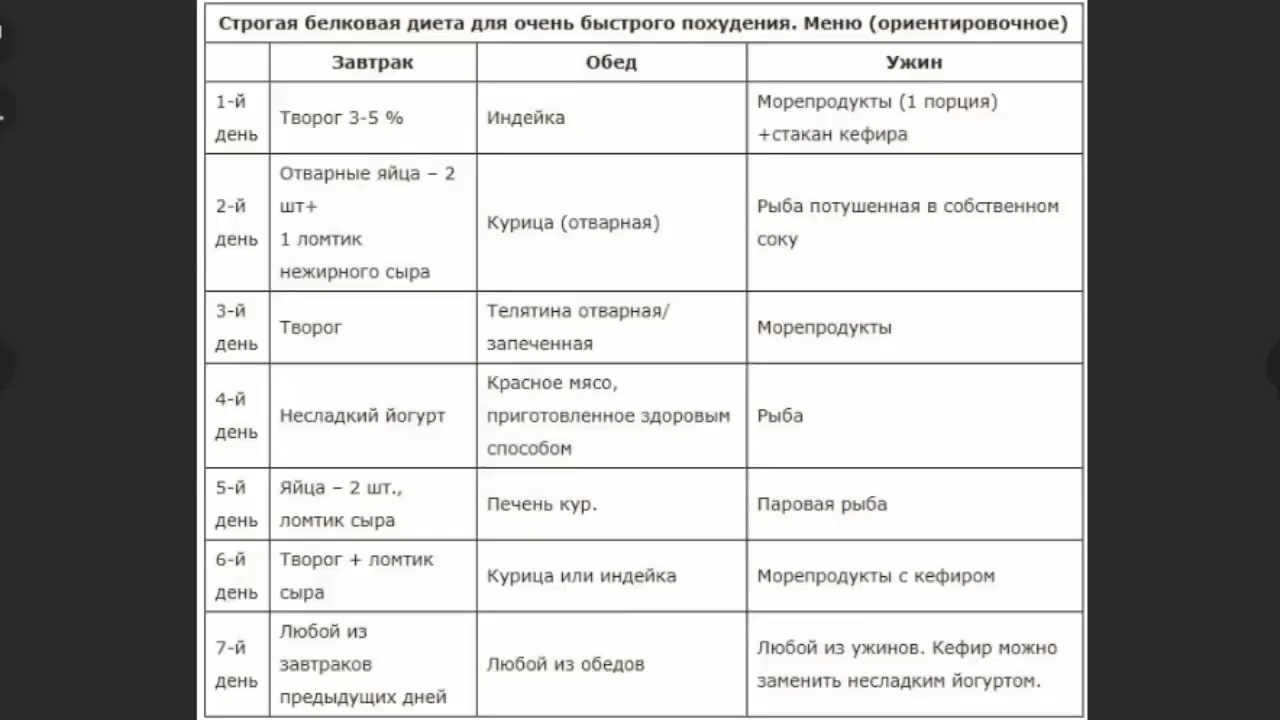 Строгая белковая диета для очень быстрого похудения. Меню (ориентировочное)
Завтрак
Обед
Ужин
1-й
день
Творог 3-5 %
Индейка
Морепродукты (1 порция)
+стакан кефира
2-й
день
Отварные яйца – 2
шт+
1 ломтик
нежирного сыра
Курица (отварная)
Рыба потушенная в собственном
соку
3-й
день
Творог
Телятина отварная/
запеченная
Морепродукты
4-й
день
Несладкий йогурт
Красное мясо,
приготовленное здоровым
способом
Рыба
5-й
день
Яйца – 2 шт.,
ломтик сыра
Печень кур.
Паровая рыба
6-й
день
Творог + ломтик
сыра
Курица или индейка
Морепродукты с кефиром
7-й
день
Любой из
завтраков
предыдущих дней
Любой из обедов
Любой из ужинов. Кефир можно
заменить несладким йогуртом.